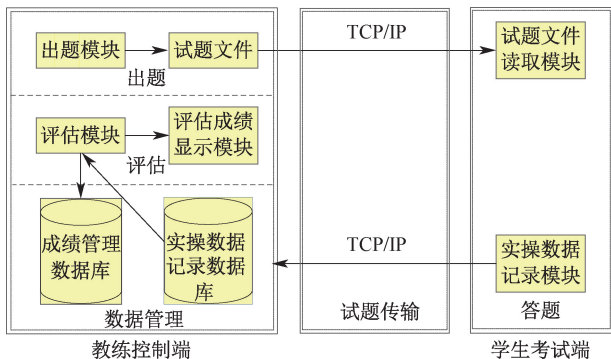 出题模块
试题文件
出题
TCP/IP
试题文件
读取模块
评估模块
评估成绩
显示模块
评估
成绩管理
数据库
实操数据
记录数据
库
数据管理
TCP/IP
试题传输
实操数据
记录模块
答题
教练控制端
学生考试端